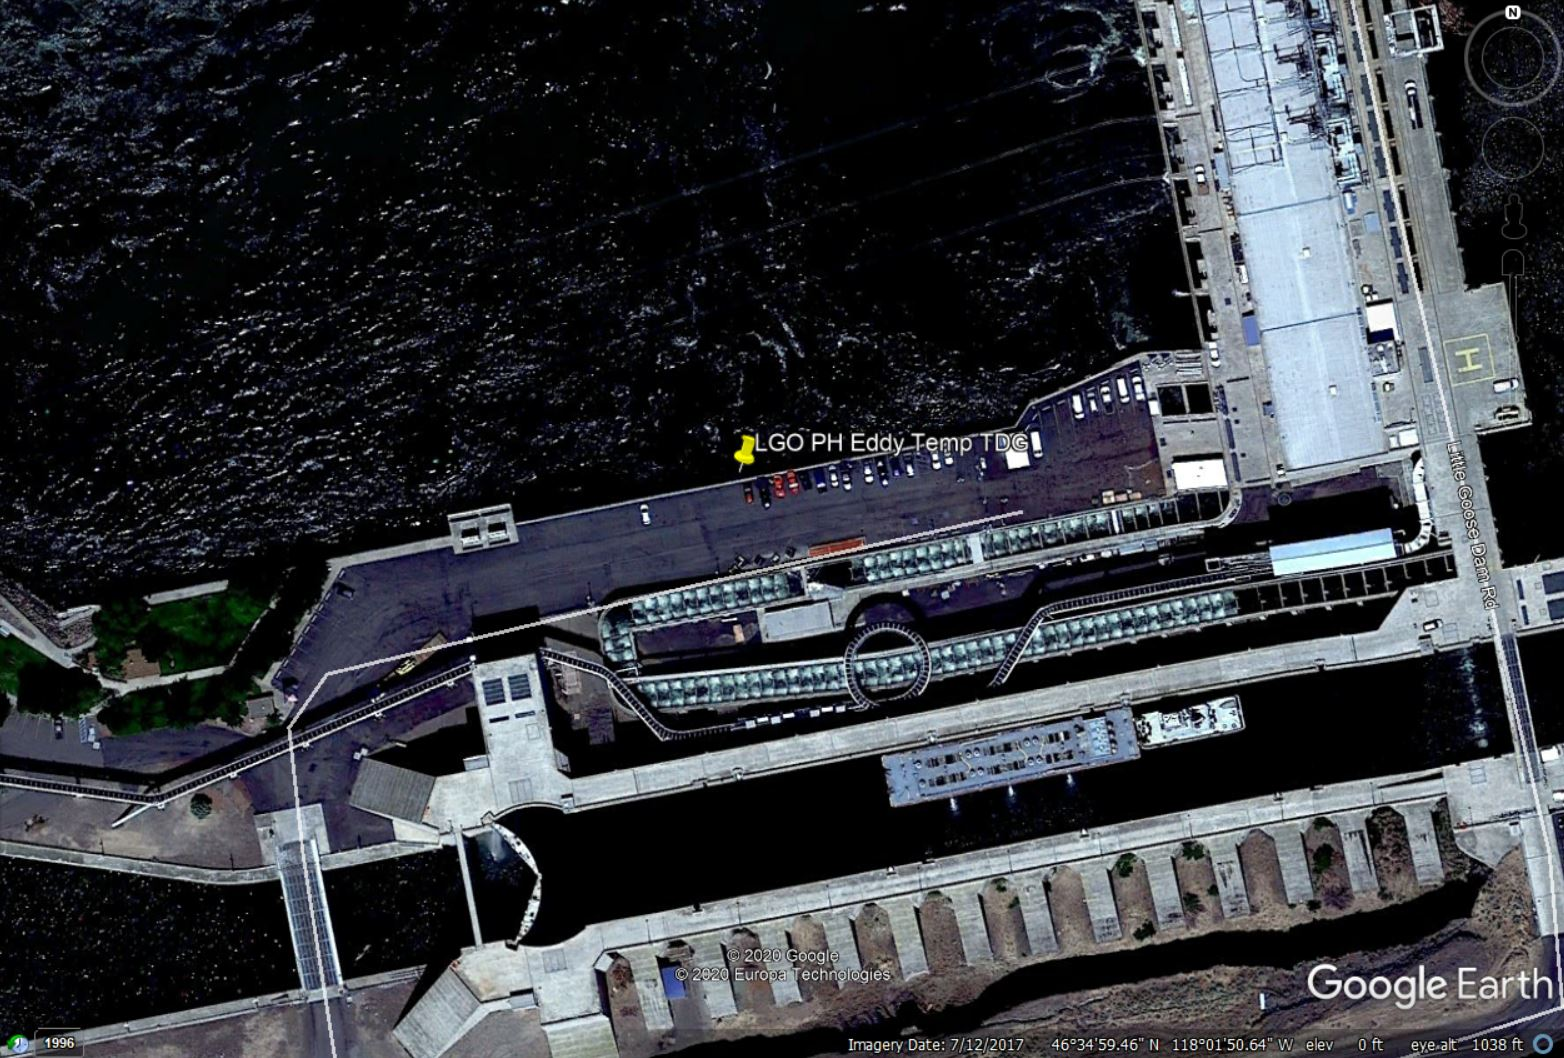 N
H
LGO PH Eddy Temp TDG
Little Goose Dam Rd
© 2020 Google
© 2020 Europa Technologies
Google Earth
1996
Imagery Date: 7/12/2017 46°34'59.46" N 118°01'50.64" W elev 0 ft eye alt 1038 ft